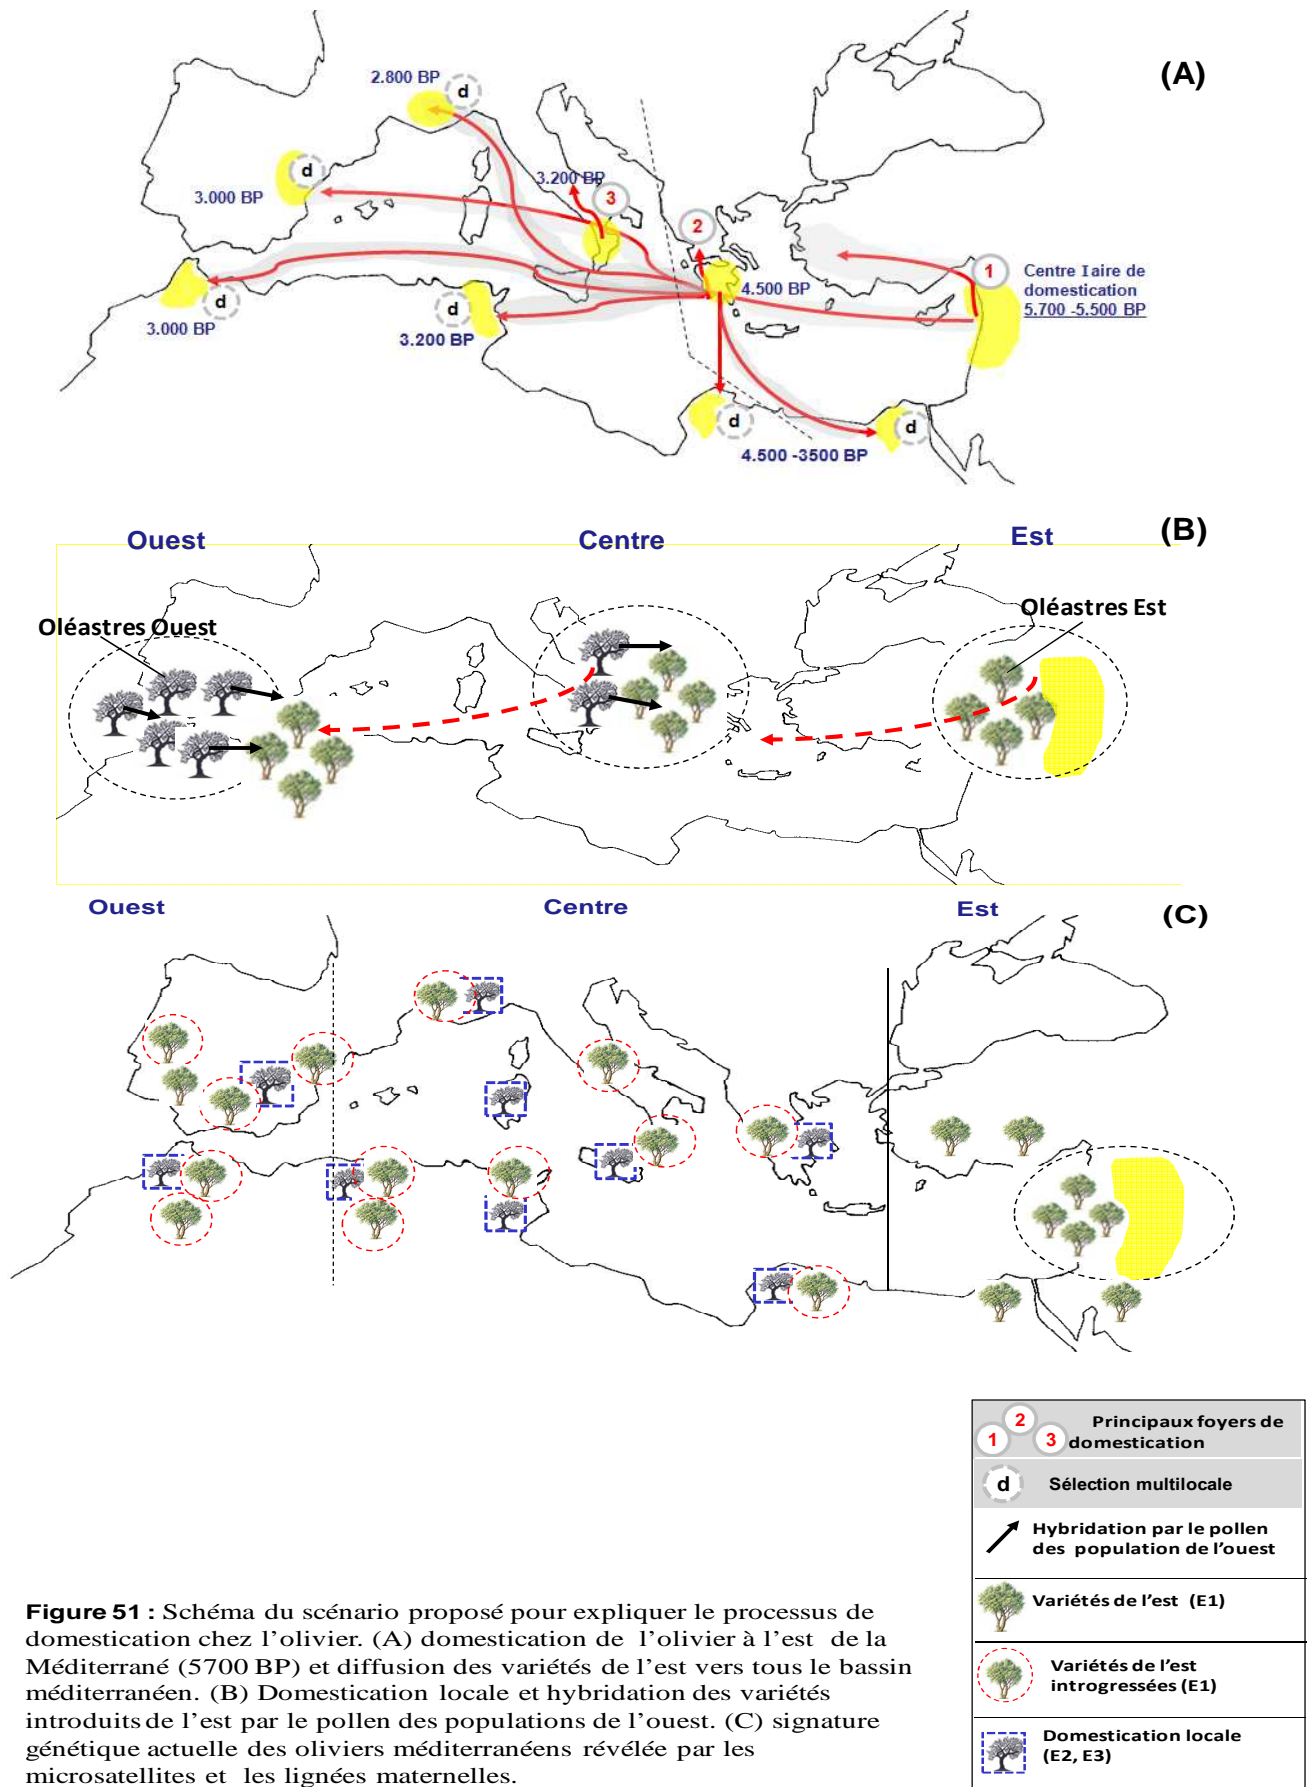 (A)
2.800 BP
d
d
3.000 BP
3.200 BP
3
2
1
Centre Iaire de
domestication
5.700 -5.500 BP
4.500 BP
d
3.000 BP
d
3.200 BP
d
d
4.500 -3500 BP
(B)
Ouest
Centre
Est
Oléastres Ouest
Oléastres Est
Ouest
Centre
Est
(C)
1 2 3 Principaux foyers de
domestication
d Sélection multilocale
Hybridation par le pollen
des population de l'ouest
Variétés de l'est (E1)
Variétés de l'est
introgressées (E1)
Domestication locale
(E2, E3)
Figure 51 : Schéma du scénario proposé pour expliquer le processus de
domestication chez l'olivier. (A) domestication de l'olivier à l'est de la
Méditerrané (5700 BP) et diffusion des variétés de l'est vers tous le bassin
méditerranéen. (B) Domestication locale et hybridation des variétés
introduits de l'est par le pollen des populations de l'ouest. (C) signature
génétique actuelle des oliviers méditerranéens révélée par les
microsatellites et les lignées maternelles.